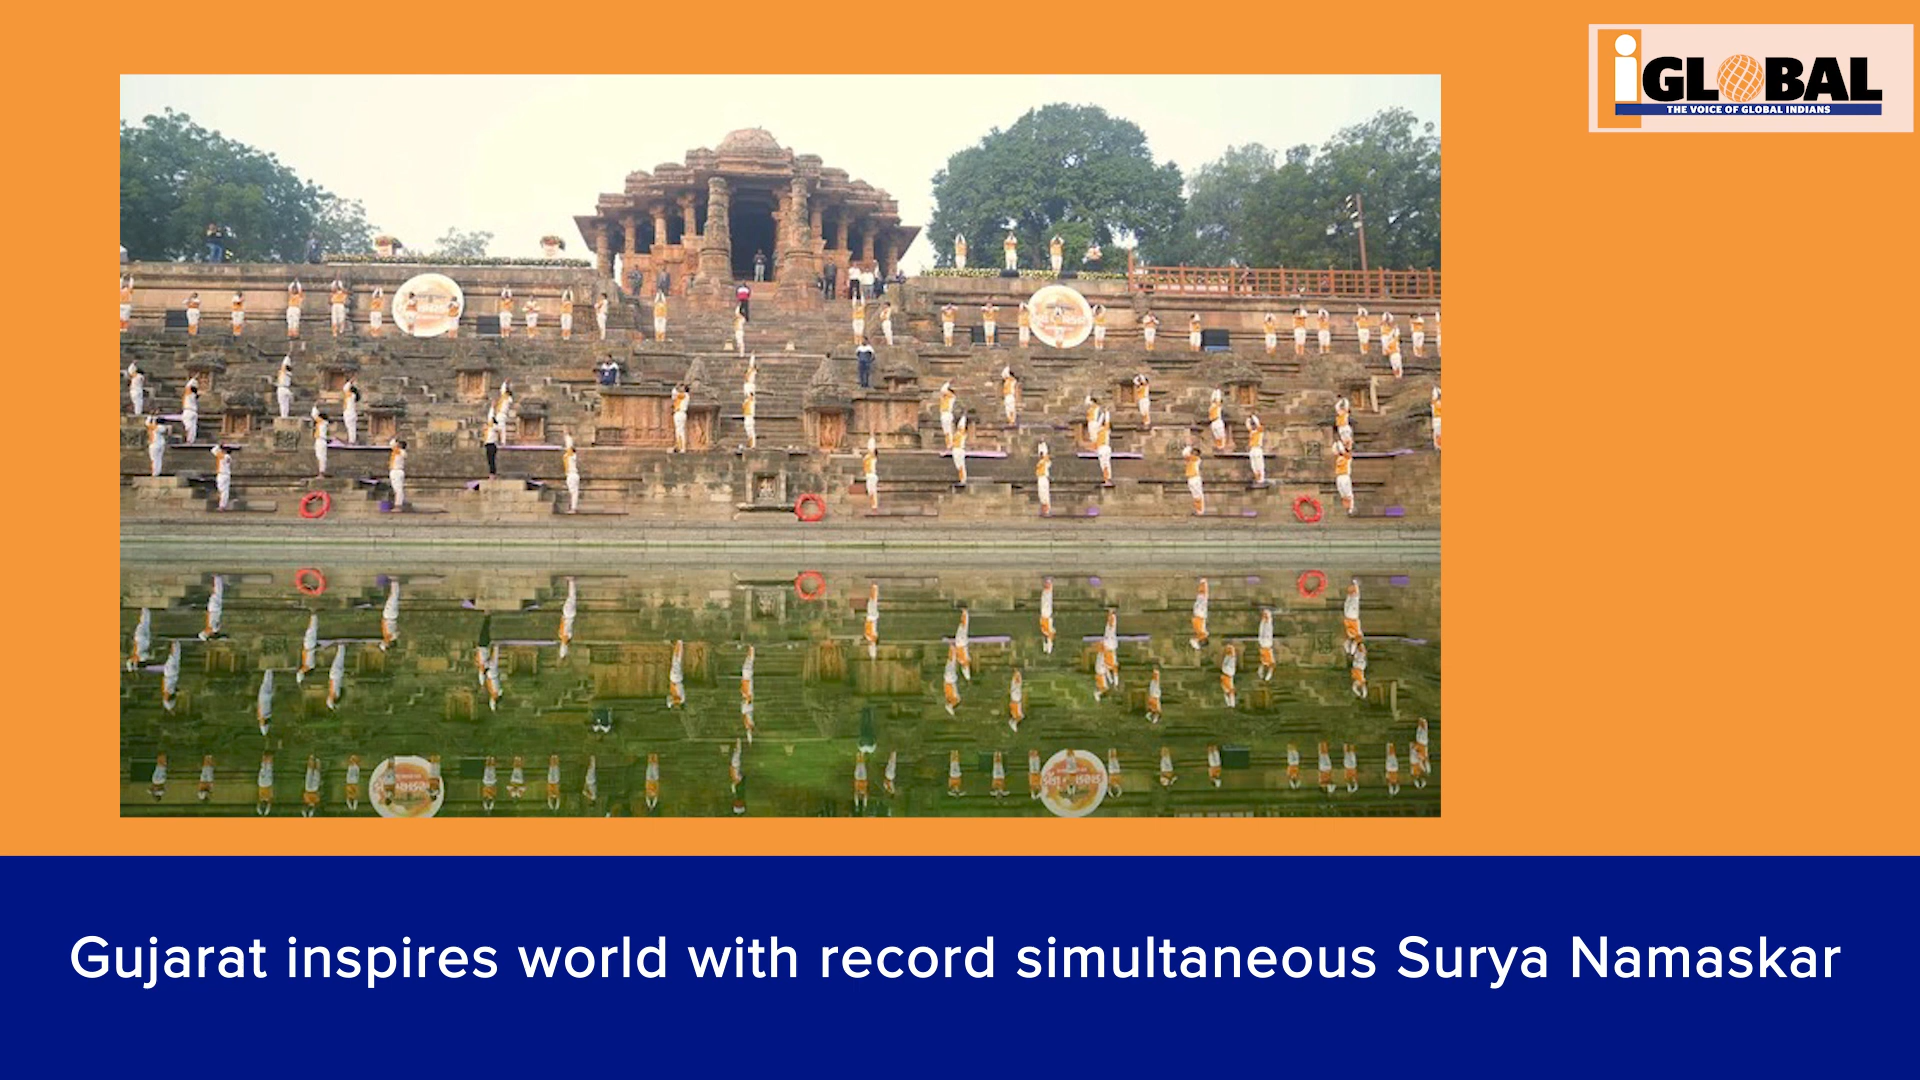 iGLOBAL
THE VOICE OF GLOBAL INDIANS
Gujarat inspires world with record simultaneous Surya Namaskar